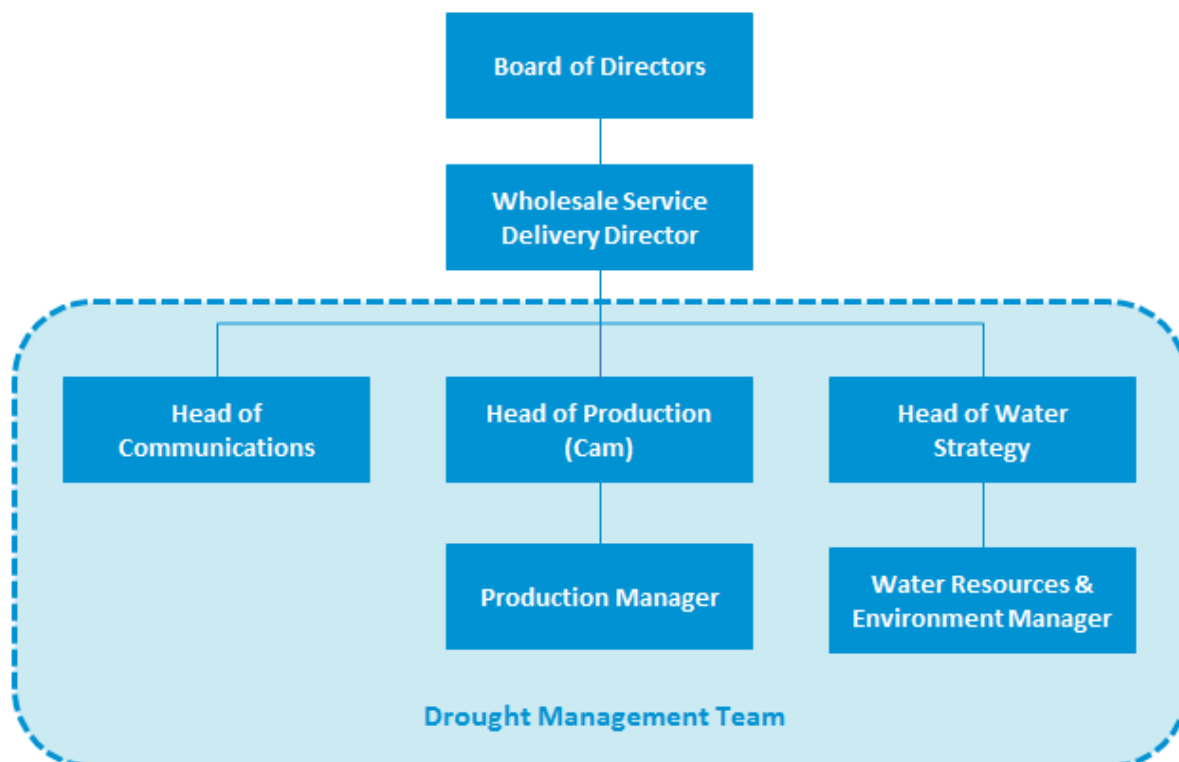 Board of Directors
Wholesale Service
Delivery Director
Head of
Communications
Head of Production
(Cam)
Head of Water
Strategy
Production Manager
Water Resources &
Environment Manager
Drought Management Team